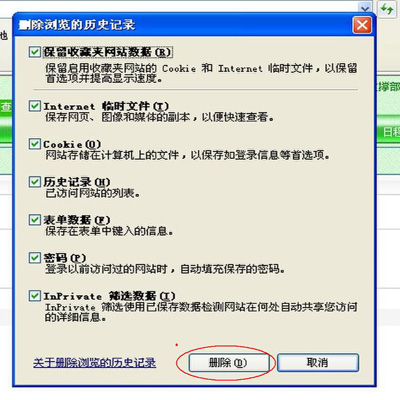 删除浏览的历史记录
保留收藏夹网站数据(R)
保留启用收藏夹网站的 Cookie 和 Internet 临时文件，以保留
首选项并提高显示速度。
Internet 临时文件(T)
保存网页、图像和媒体的副本，以便快速查看。
Cookie(O)
网站存储在计算机上的文件，以保存如登录信息等首选项。
历史记录(H)
已访问网站的列表。
表单数据(F)
保存在表单中键入的信息。
密码(P)
登录以前访问过的网站时，自动填充保存的密码。
InPrivate 筛选数据(I)
InPrivate 筛选使用已保存数据检测网站在何处自动共享您访问
的详细信息。
关于删除浏览的历史记录
删除(D)
取消
地
查
撑部
日程